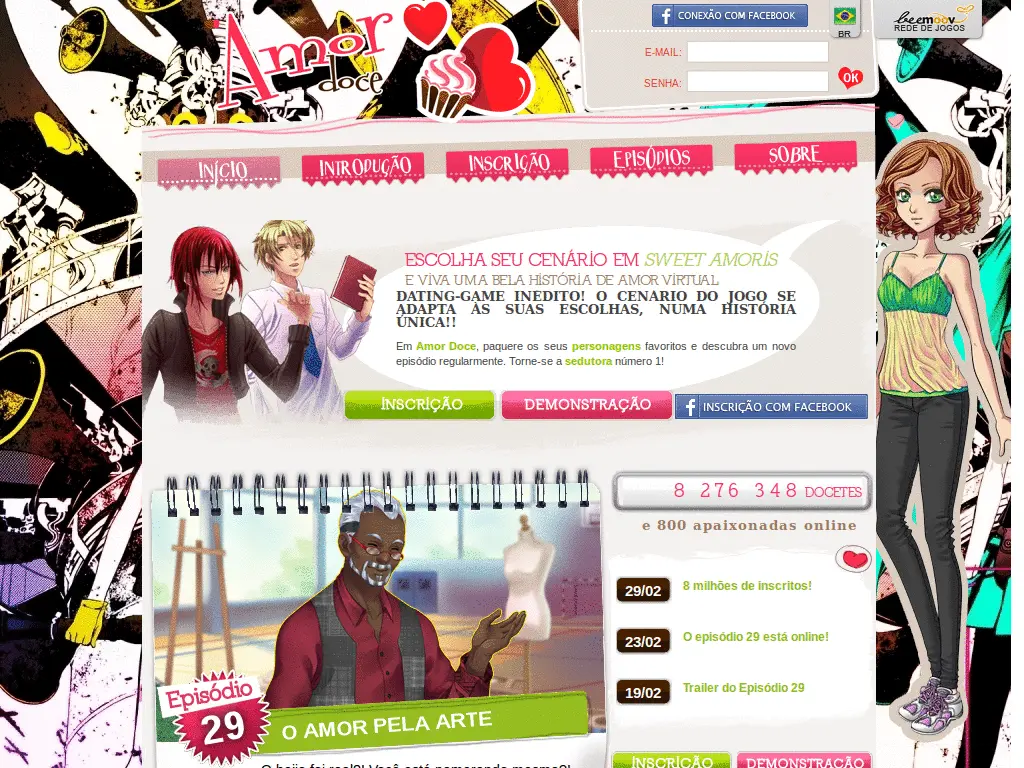 Amor
doce
CONEXÃO COM FACEBOOK
BR
beemoov
REDE DE JOGOS
E-MAIL:
SENHA:
OK
INÍCIO
INTRODUÇÃO
INSCRIÇÃO
EPISÓDIOS
SOBRE
ESCOLHA SEU CENÁRIO EM SWEET AMORIS
E VIVA UMA BELA HISTÓRIA DE AMOR VIRTUAL
DATING-GAME INEDITO! O CENARIO DO JOGO SE
ADAPTA ÀS SUAS ESCOLHAS, NUMA HISTÓRIA
ÚNICA!!
Em Amor Doce, paquere os seus personagens favoritos e descubra um novo
episódio regularmente. Torne-se a sedutora número 1!
INSCRIÇÃO
DEMONSTRAÇÃO
INSCRIÇÃO COM FACEBOOK
8 276 348 DOCETES
e 800 apaixonadas online
29/02 8 milhões de inscritos!
23/02 O episódio 29 está online!
19/02 Trailer do Episódio 29
Episódio
29
O AMOR PELA ARTE
O beijo foi real?! Você está namorando mesmo?!
INSCRIÇÃO
DEMONSTRAÇÃO